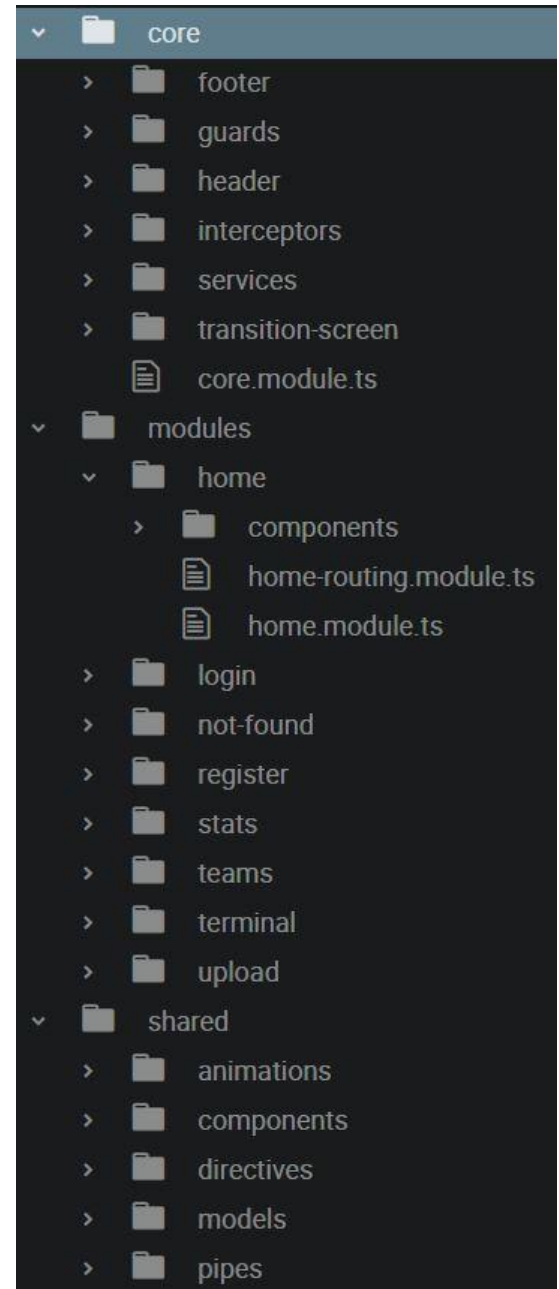 core
footer
guards
header
interceptors
services
transition-screen
core.module.ts
modules
home
components
home-routing.module.ts
home.module.ts
login
not-found
register
stats
teams
terminal
upload
shared
animations
components
directives
models
pipes